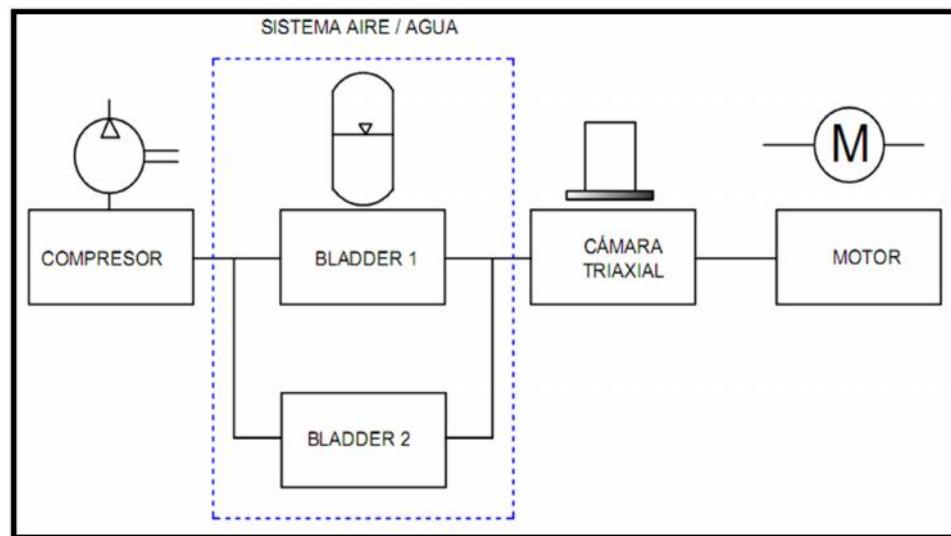 SISTEMA AIRE / AGUA
M
COMPRESOR
BLADDER 1
CÁMARA
TRIAXIAL
MOTOR
BLADDER 2